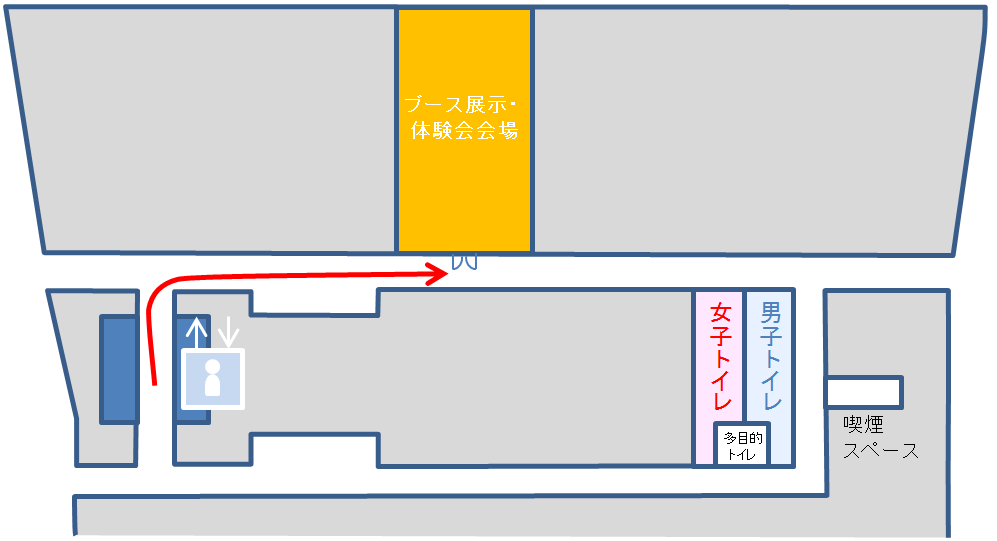 ブース展示・
体験会会場
女子トイレ
男子トイレ
多目的
トイレ
喫煙
スペース